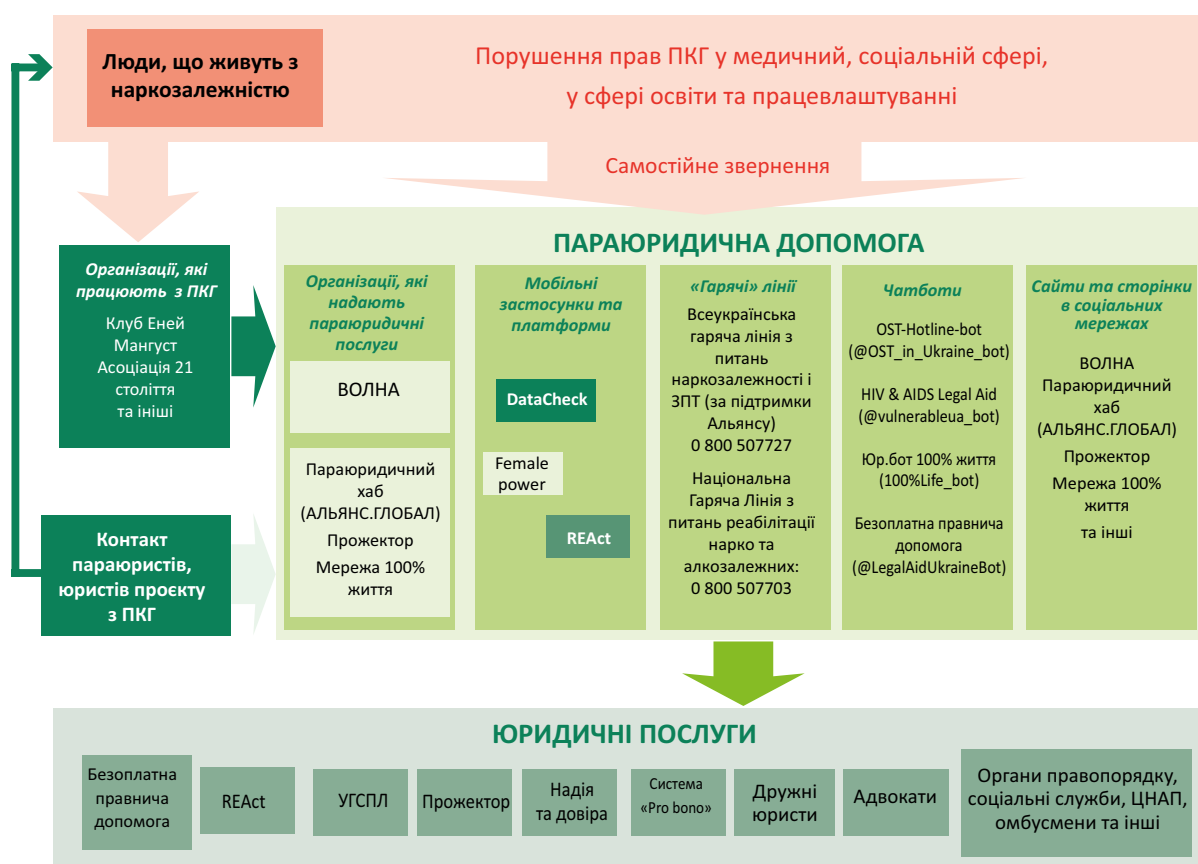 Люди, що живуть з
наркозалежністю
Порушення прав ПКГ у медичний, соціальній сфері,
у сфері освіти та працевлаштуванні
Самостійне звернення
Організації, які
працюють з ПКГ
Клуб Еней
Мангуст
Асоціація 21
століття
таініші
Контакт
параюристів,
юристів проєкту
з ПКГ
ПАРАЮРИДИЧНА ДОПОМОГА
Організації, які
надають
параюридичні
послуги
ВОЛНА
Параюридичний
хаб
(АЛЬЯНС.ГЛОБАЛ)
Прожектор
Мережа 100%
життя
Мобільні
застосунки та
платформи
DataCheck
Female
power
REAct
«Гарячі» лінії
Всеукраїнська
гаряча лінія з
питань
наркозалежності і
ЗПТ (за підтримки
Альянсу)
0 800 507727
Національна
Гаряча Лінія з
питань реабілітації
нарко та
алкозалежних:
0 800 507703
Чатботи
OST-Hotline-bot
(@OST_in_Ukraine_bot)
HIV & AIDS Legal Aid
(@vulnerableua_bot)
Юр.бот 100% життя
(100%Life_bot)
Безоплатна правнича
допомога
(@LegalAidUkraineBot)
Сайти та сторінки
в соціальних
мережах
ВОЛНА
Параюридичний
хаб
(АЛЬЯНС.ГЛОБАЛ)
Прожектор
Мережа 100%
життя
та інші
ЮРИДИЧНІ ПОСЛУГИ
Безоплатна
правнича
допомога
REAct
УГСПЛ
Прожектор
Надія
та довіра
Система
«Pro bono»
Дружні
юристи
Адвокати
Органи правопорядку,
соціальні служби, ЦНАП,
омбусмени та інші